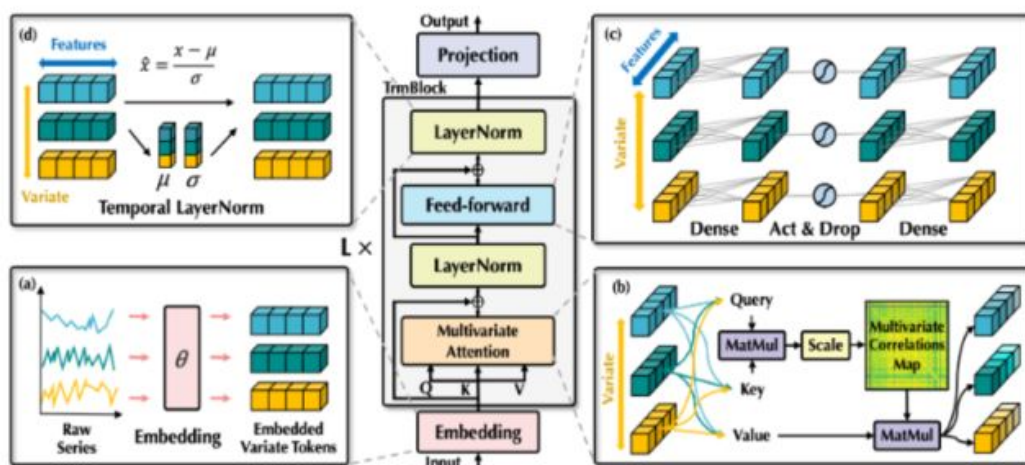 (d)
Features
x̂ = x − μ / σ
Variate
μ σ
Temporal LayerNorm
Output
Projection
TrmBlock
LayerNorm
Feed-forward
L ×
LayerNorm
Multivariate
Attention
Q K V
Embedding
Input
(c)
Features
Variate
Dense Act & Drop Dense
(a)
θ
Raw
Series
Embedding
Embedded
Variate Tokens
(b)
Variate
Query
MatMul
Scale
Multivariate
Correlations
Map
Key
Value
MatMul